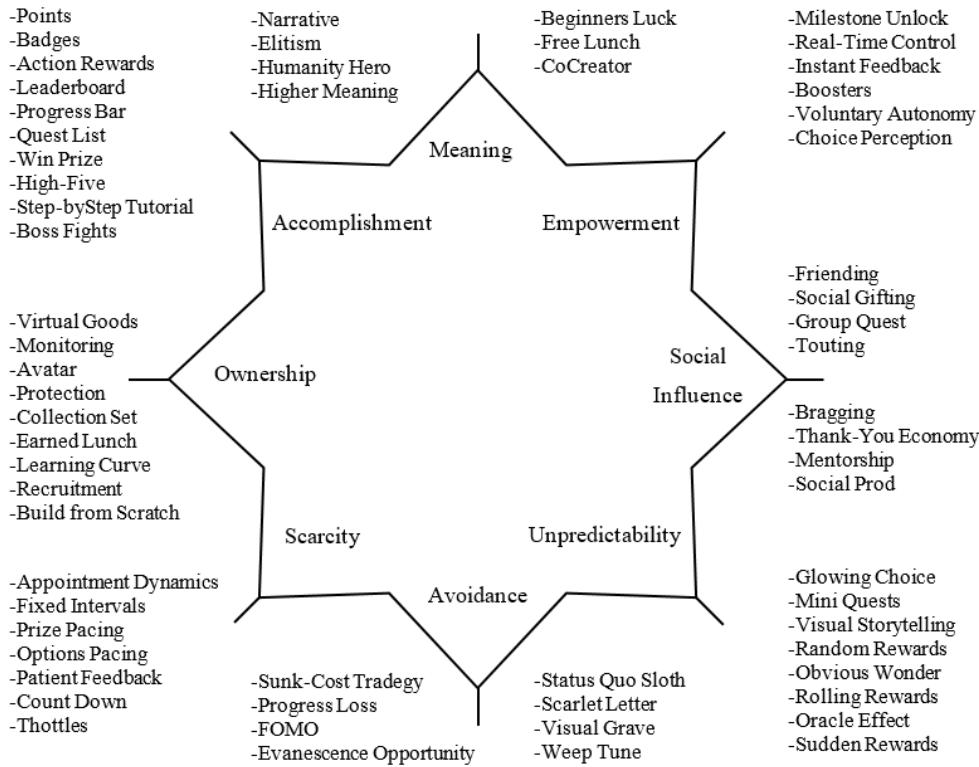 -Points
-Badges
-Action Rewards
-Leaderboard
-Progress Bar
-Quest List
-Win Prize
-High-Five
-Step-byStep Tutorial
-Boss Fights
-Narrative
-Elitism
-Humanity Hero
-Higher Meaning
-Beginners Luck
-Free Lunch
-CoCreator
-Milestone Unlock
-Real-Time Control
-Instant Feedback
-Boosters
-Voluntary Autonomy
-Choice Perception
Meaning
Accomplishment
Empowerment
-Virtual Goods
-Monitoring
-Avatar
-Protection
-Collection Set
-Earned Lunch
-Learning Curve
-Recruitment
-Build from Scratch
Ownership
Social
Influence
-Friending
-Social Gifting
-Group Quest
-Touting
-Bragging
-Thank-You Economy
-Mentorship
-Social Prod
Scarcity
Unpredictability
Avoidance
-Appointment Dynamics
-Fixed Intervals
-Prize Pacing
-Options Pacing
-Patient Feedback
-Count Down
-Thottles
-Sunk-Cost Tradegy
-Progress Loss
-FOMO
-Evanescence Opportunity
-Status Quo Sloth
-Scarlet Letter
-Visual Grave
-Weep Tune
-Glowing Choice
-Mini Quests
-Visual Storytelling
-Random Rewards
-Obvious Wonder
-Rolling Rewards
-Oracle Effect
-Sudden Rewards